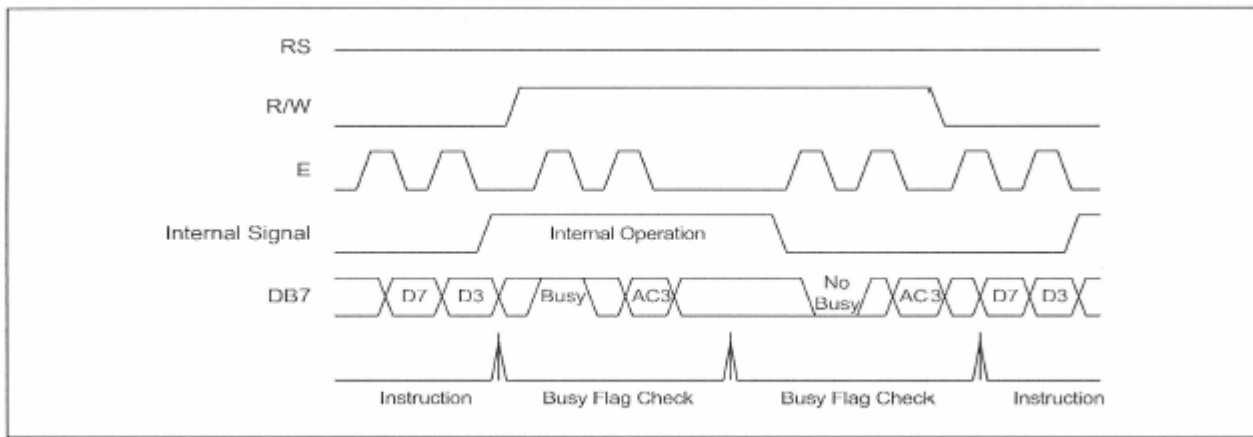 RS
R/W
E
Internal Signal
Internal Operation
DB7
D7
D3
Busy
AC3
No
Busy
AC3
D7
D3
Instruction
Busy Flag Check
Busy Flag Check
Instruction